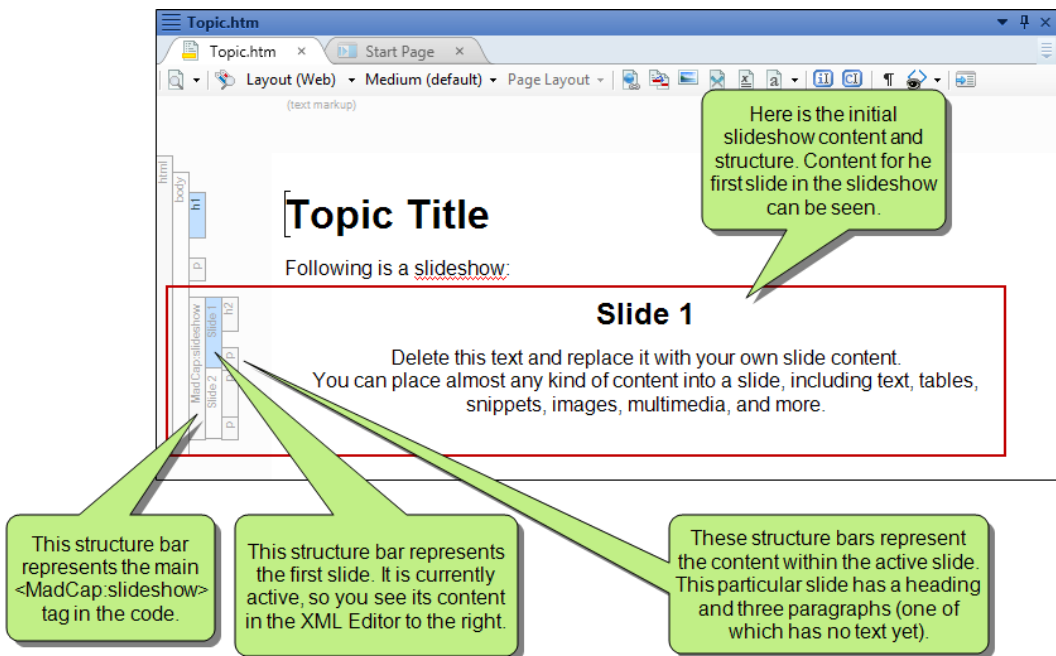 Topic.htm
Topic.htm × Start Page ×
Layout (Web) Medium (default) Page Layout
(text markup)
Here is the initial
slideshow content and
structure. Content for he
first slide in the slideshow
can be seen.
html
body
h1
Topic Title
p
Following is a slideshow:
MadCap:slideshow
Slide 1
h2
Slide 1
p
Delete this text and replace it with your own slide content.
p
You can place almost any kind of content into a slide, including text, tables,
snippets, images, multimedia, and more.
Slide 2
p
This structure bar
represents the main
<MadCap:slideshow>
tag in the code.
This structure bar represents
the first slide. It is currently
active, so you see its content
in the XML Editor to the right.
These structure bars represent
the content within the active slide.
This particular slide has a heading
and three paragraphs (one of
which has no text yet).